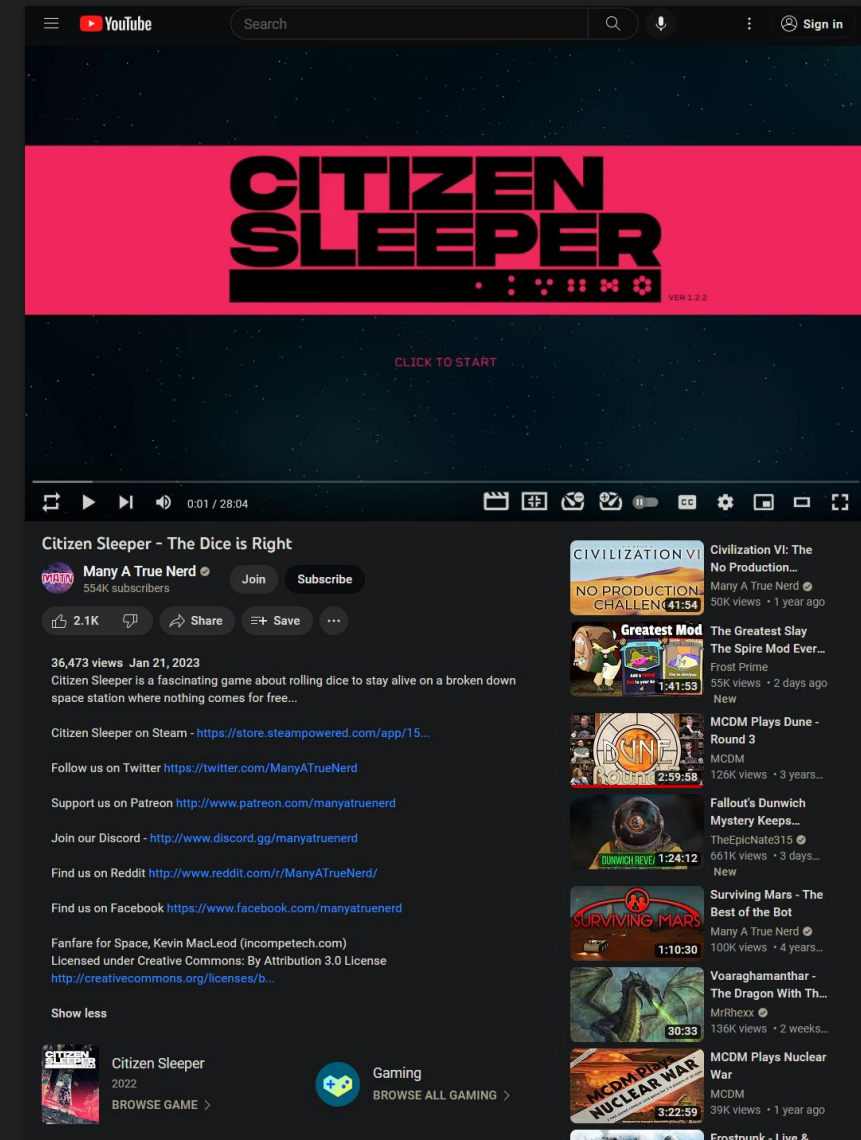 YouTube
Search
Sign in
CITIZEN
SLEEPER
VER 1.2.2
CLICK TO START
0:01 / 28:04
CC
Citizen Sleeper - The Dice is Right
MATN
Many A True Nerd
554K subscribers
Join
Subscribe
2.1K
Share
Save
36,473 views Jan 21, 2023
Citizen Sleeper is a fascinating game about rolling dice to stay alive on a broken down
space station where nothing comes for free...
Citizen Sleeper on Steam - https://store.steampowered.com/app/15...
Follow us on Twitter https://twitter.com/ManyATrueNerd
Support us on Patreon http://www.patreon.com/manyatruenerd
Join our Discord - http://www.discord.gg/manyatruenerd
Find us on Reddit http://www.reddit.com/r/ManyATrueNerd/
Find us on Facebook https://www.facebook.com/manyatruenerd
Fanfare for Space, Kevin MacLeod (incompetech.com)
Licensed under Creative Commons: By Attribution 3.0 License
http://creativecommons.org/licenses/b...
Show less
CITIZEN
SLEEPER
Citizen Sleeper
2022
BROWSE GAME
Gaming
BROWSE ALL GAMING
CIVILIZATION VI
NO PRODUCTION
CHALLENG
41:54
Civilization VI: The
No Production...
Many A True Nerd
50K views • 1 year ago
Greatest Mod
1:41:53
The Greatest Slay
The Spire Mod Ever...
Frost Prime
55K views • 2 days ago
New
DUNE
ROUND
2:59:58
MCDM Plays Dune -
Round 3
MCDM
126K views • 3 years...
DUNWICH REVE
1:24:12
Fallout's Dunwich
Mystery Keeps...
TheEpicNate315
661K views • 3 days...
New
SURVIVING MARS
1:10:30
Surviving Mars - The
Best of the Bot
Many A True Nerd
100K views • 4 years...
30:33
Voaraghamanthar -
The Dragon With Th...
MrRhexx
136K views • 2 weeks...
MCDM Plays
NUCLEAR WAR
3:22:59
MCDM Plays Nuclear
War
MCDM
39K views • 1 year ago
Frostpunk - Live &